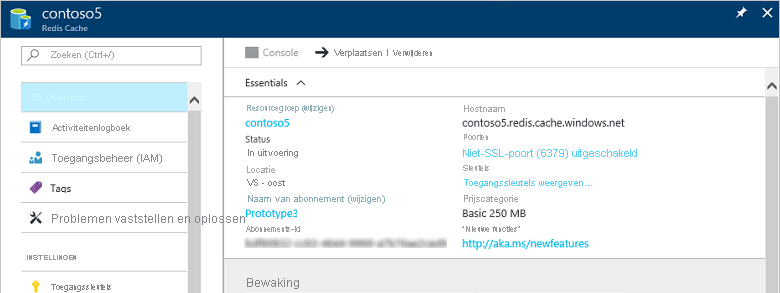 contoso5
Redis Cache
Zoeken (Ctrl+/)
Console
Verplaatsen I Verwijderen
Overzicht
Essentials
Activiteitenlogboek
Toegangsbeheer (IAM)
Tags
Problemen vaststellen en oplossen
INSTELLINGEN
Toegangssleutels
Resourcegroep (wijzigen)
contoso5
Status
In uitvoering
Locatie
VS - oost
Naam van abonnement (wijzigen)
Prototype3
Abonnements-id
Hostnaam
contoso5.redis.cache.windows.net
Poorten
Niet-SSL-poort (6379) uitgeschakeld
Sleutels
Toegangssleutels weergeven...
Prijscategorie
Basic 250 MB
"Nieuwe functies"
http://aka.ms/newfeatures
Bewaking